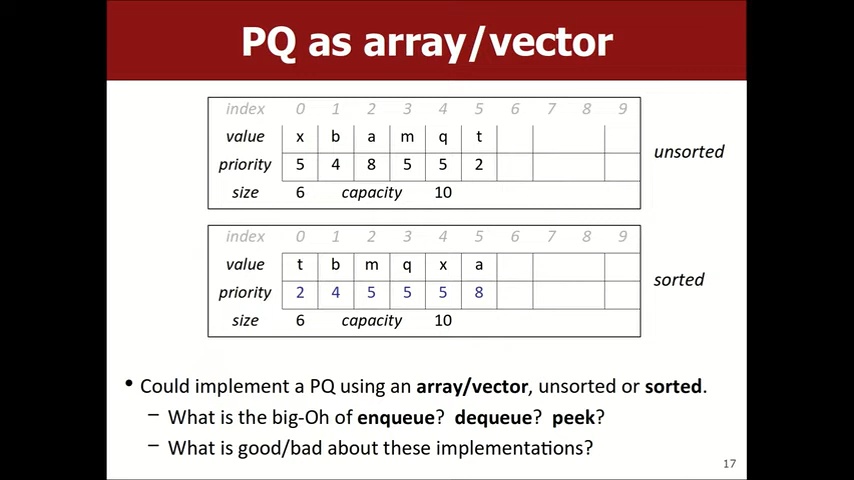 PQ as array/vector
index 0 1 2 3 4 5 6 7 8 9
value x b a m q t
unsorted
priority 5 4 8 5 5 2
size 6 capacity 10
index 0 1 2 3 4 5 6 7 8 9
value t b m q x a
sorted
priority 2 4 5 5 5 8
size 6 capacity 10
• Could implement a PQ using an array/vector, unsorted or sorted.
– What is the big-Oh of enqueue? dequeue? peek?
– What is good/bad about these implementations?
17